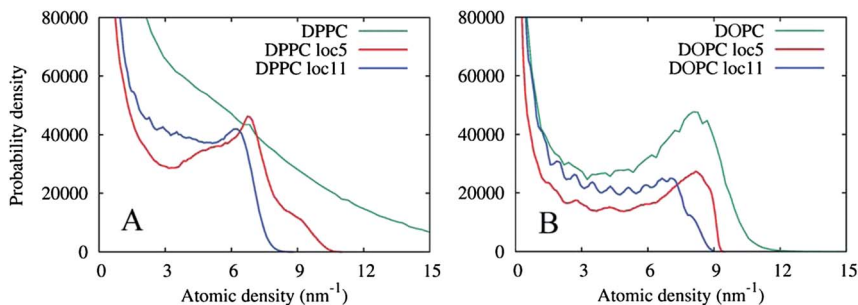 80000
60000
40000
20000
0
Probability density
DPPC
DPPC loc5
DPPC loc11
A
0 3 6 9 12 15
Atomic density (nm⁻¹)
80000
60000
40000
20000
0
DOPC
DOPC loc5
DOPC loc11
B
0 3 6 9 12 15
Atomic density (nm⁻¹)